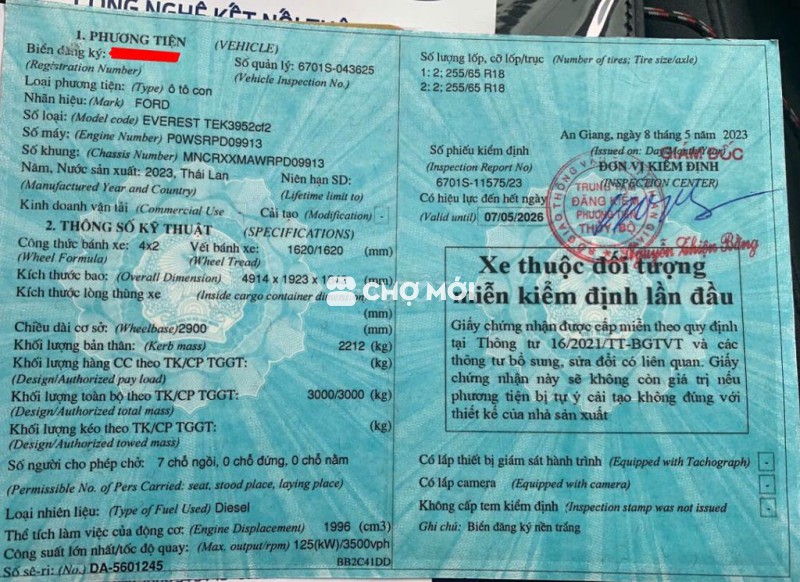 CÔNG NGHỆ KẾT NỐI
1. PHƯƠNG TIỆN (VEHICLE)
Biển đăng ký:
(Registration Number)
Số quản lý: 6701S-043625
(Vehicle Inspection No.)
Loại phương tiện: (Type) ô tô con
Nhãn hiệu: (Mark) FORD
Số loại: (Model code) EVEREST TEK3952cf2
Số máy: (Engine Number) P0WSRPD09913
Số khung: (Chassis Number) MNCRXXMAWRPD09913
Năm, Nước sản xuất: 2023, Thái Lan Niên hạn SD:
(Manufactured Year and Country) (Lifetime limit to)
Kinh doanh vận tải (Commercial Use Cải tạo (Modification) -
2. THÔNG SỐ KỸ THUẬT (SPECIFICATIONS)
Công thức bánh xe: 4x2 Vết bánh xe: 1620/1620 (mm)
(Wheel Formula) (Wheel Tread)
Kích thước bao: (Overall Dimension) 4914 x 1923 x (mm)
Kích thước lòng thùng xe (Inside cargo container dimension)
(mm)
Chiều dài cơ sở: (Wheelbase)2900 (mm)
Khối lượng bản thân: (Kerb mass) 2212 (kg)
Khối lượng hàng CC theo TK/CP TGGT: (kg)
(Design/Authorized pay load)
Khối lượng toàn bộ theo TK/CP TGGT: 3000/3000 (kg)
(Design/Authorized total mass)
Khối lượng kéo theo TK/CP TGGT: (kg)
(Design/Authorized towed mass)
Số người cho phép chở: 7 chỗ ngồi, 0 chỗ đứng, 0 chỗ nằm
(Permissible No. of Pers Carried: seat, stood place, laying place)
Loại nhiên liệu: (Type of Fuel Used) Diesel
Thể tích làm việc của động cơ: (Engine Displacement) 1996 (cm3)
Công suất lớn nhất/tốc độ quay: (Max. output/rpm) 125(kW)/3500vph
Số sê-ri: (No.) DA-5601245 BB2C41DD
Số lượng lốp, cỡ lốp/trục (Number of tires; Tire size/axle)
1: 2; 255/65 R18
2: 2; 255/65 R18
An Giang, ngày 8 tháng 5 năm 2023
Số phiếu kiểm định (Issued on: Day/Month/Year)
(Inspection Report No) ĐƠN VỊ KIỂM ĐỊNH
6701S-11575/23 (INSPECTION CENTER)
Có hiệu lực đến hết ngày
(Valid until) 07/05/2026
GIÁM ĐỐC
TRUNG
ĐĂNG KIỂM
PHƯƠNG TIỆN
THỦY BỘ
Nguyễn Thiện Bằng
CHỢ MỚI
Xe thuộc đối tượng
miễn kiểm định lần đầu
Giấy chứng nhận được cấp miễn theo quy định
tại Thông tư 16/2021/TT-BGTVT và các
thông tư bổ sung, sửa đổi có liên quan. Giấy
chứng nhận này sẽ không còn giá trị nếu
phương tiện bị tự ý cải tạo không đúng với
thiết kế của nhà sản xuất
Có lắp thiết bị giám sát hành trình (Equipped with Tachograph) -
Có lắp camera (Equipped with camera) -
Không cấp tem kiểm định (Inspection stamp was not issued -
Ghi chú: Biển đăng ký nền trắng